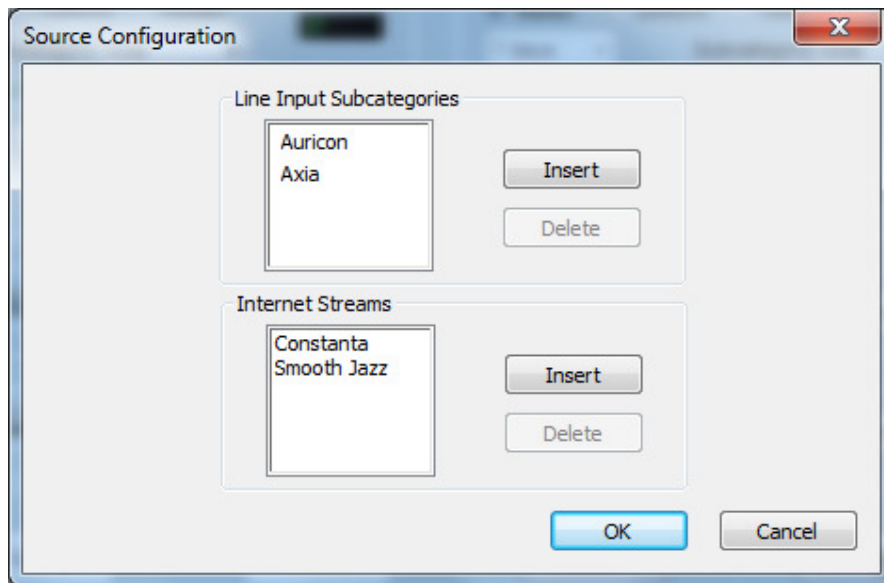 Source Configuration
Line Input Subcategories
Auricon
Axia
Insert
Delete
Internet Streams
Constanta
Smooth Jazz
Insert
Delete
OK
Cancel